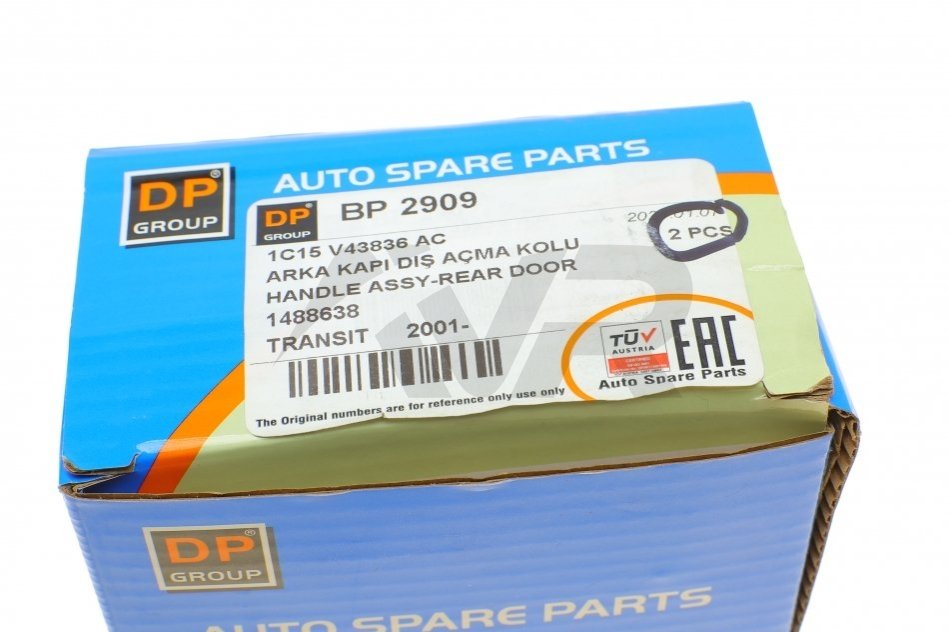 AUTO SPARE PARTS
DP®
GROUP
DP
GROUP
BP 2909
2 PCS
1C15 V43836 AC
ARKA KAPI DIŞ AÇMA KOLU
HANDLE ASSY-REAR DOOR
1488638
TRANSIT 2001-
TÜV
AUSTRIA
EAC
Auto Spare Parts
The Original numbers are for reference only use only
DP®
GROUP
AUTO SPARE PARTS